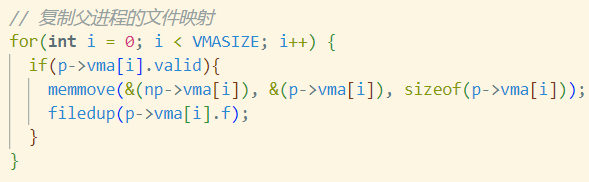 // 复制父进程的文件映射
for(int i = 0; i < VMASIZE; i++) {
  if(p->vma[i].valid){
    memmove(&(np->vma[i]), &(p->vma[i]), sizeof(p->vma[i]));
    filedup(p->vma[i].f);
  }
}